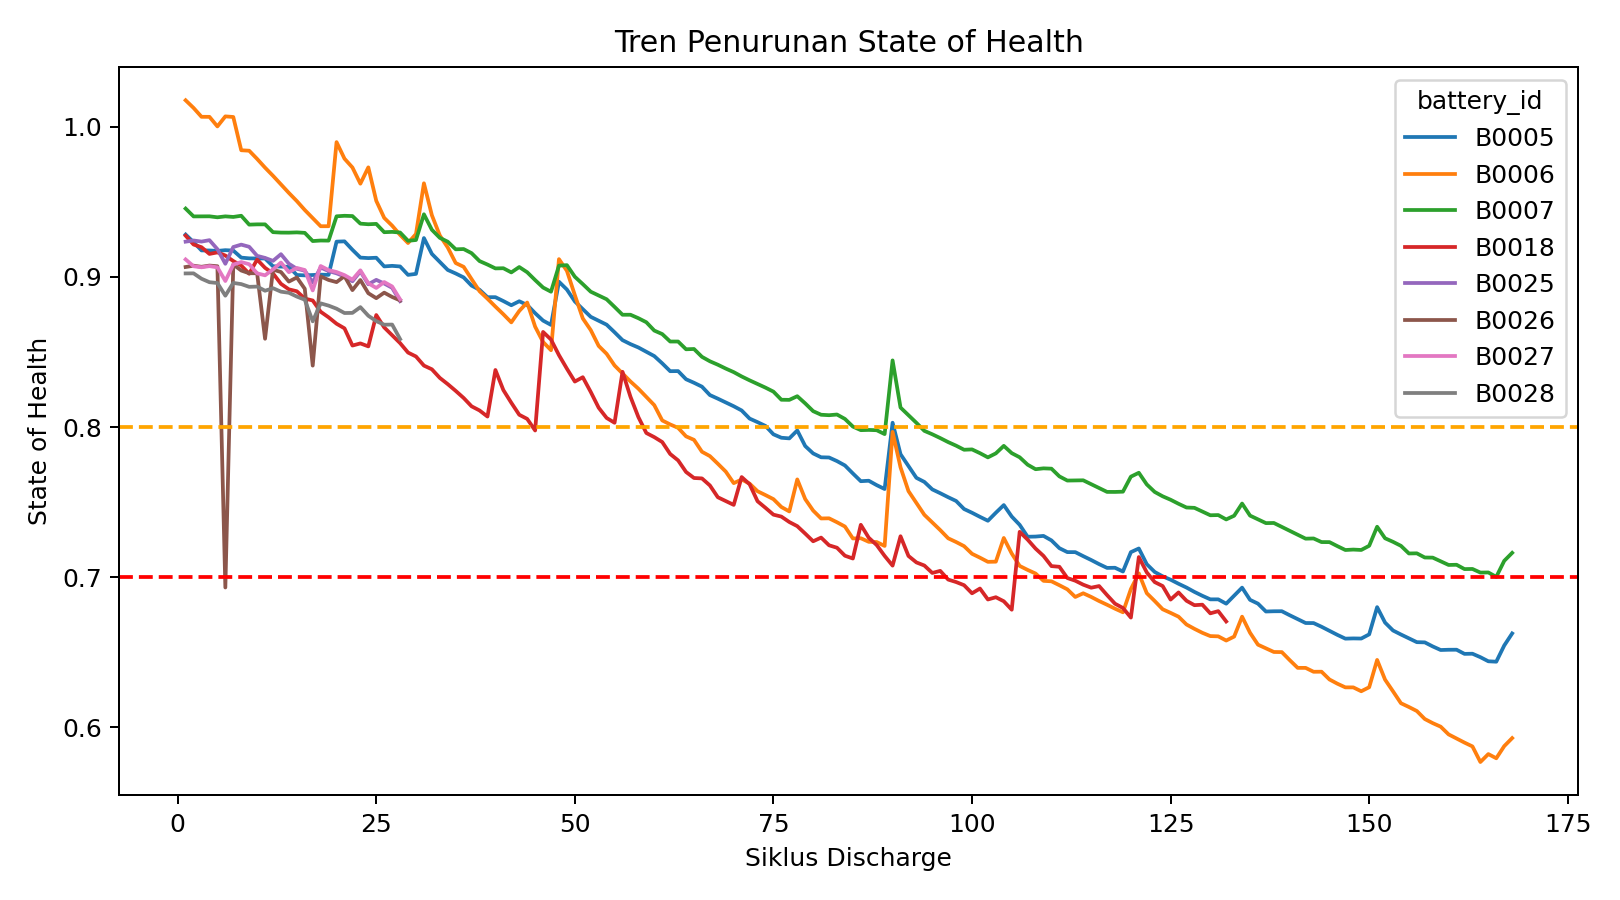 Tren Penurunan State of Health
State of Health
1.0
0.9
0.8
0.7
0.6
battery_id
B0005
B0006
B0007
B0018
B0025
B0026
B0027
B0028
0 25 50 75 100 125 150 175
Siklus Discharge